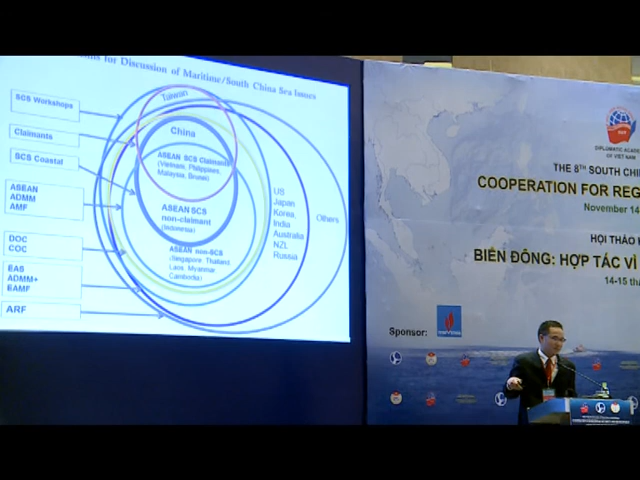 for Discussion of Maritime/South China Sea Issues
SCS Workshops
Claimants
SCS Coastal
ASEAN
ADMM
AMF
DOC
COC
EAS
ADMM+
EAMF
ARF
Taiwan
China
ASEAN SCS Claimants
(Vietnam, Philippines,
Malaysia, Brunei)
ASEAN SCS
non-claimant
(Indonesia)
ASEAN non-SCS
(Singapore, Thailand,
Laos, Myanmar
Cambodia)
US
Japan
Korea,
India
Australia
NZL
Russia
Others
DIPLOMATIC ACADE
OF VIETNAM
THE 8TH SOUTH CHI
COOPERATION FOR REG
November 14
HỘI THẢO
BIỂN ĐÔNG: HỢP TÁC VÌ
14-15 th
Sponsor: